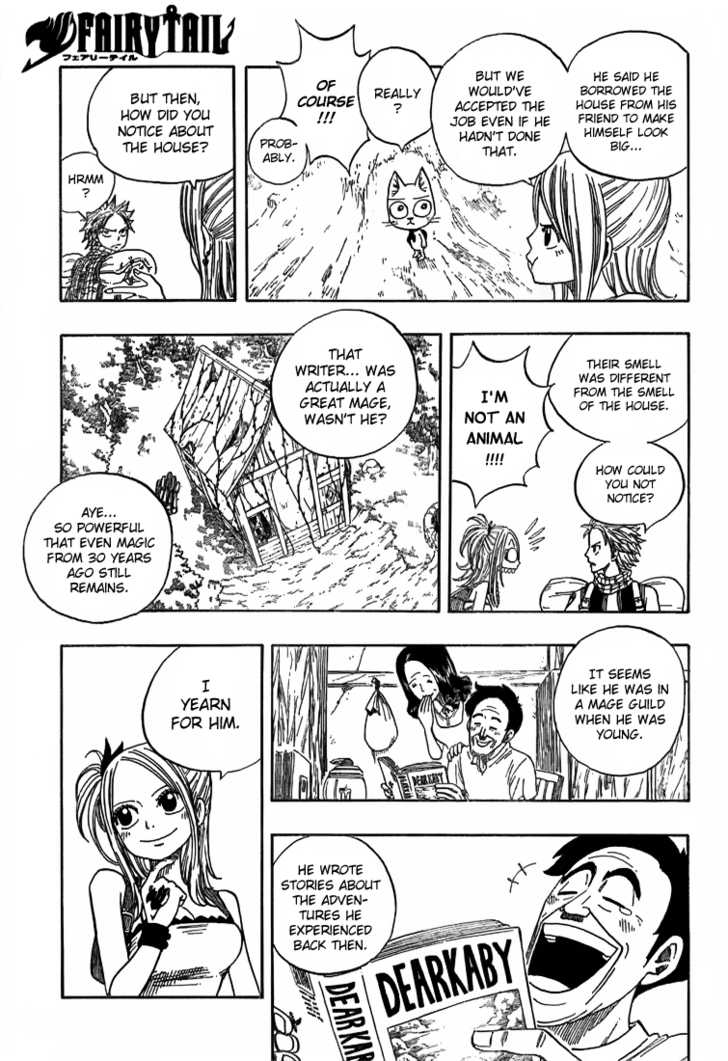 FAIRY TAIL
フェアリーテイル
HE SAID HE
BORROWED THE
HOUSE FROM HIS
FRIEND TO MAKE
HIMSELF LOOK
BIG...
BUT WE
WOULD'VE
ACCEPTED THE
JOB EVEN IF HE
HADN'T DONE
THAT.
REALLY
?
OF
COURSE
!!!
PROB-
ABLY.
BUT THEN,
HOW DID YOU
NOTICE ABOUT
THE HOUSE?
HRMM
?
THEIR SMELL
WAS DIFFERENT
FROM THE SMELL
OF THE HOUSE.
HOW COULD
YOU NOT
NOTICE?
I'M
NOT AN
ANIMAL
!!!!
THAT
WRITER... WAS
ACTUALLY A
GREAT MAGE,
WASN'T HE?
AYE...
SO POWERFUL
THAT EVEN MAGIC
FROM 30 YEARS
AGO STILL
REMAINS.
IT SEEMS
LIKE HE WAS IN
A MAGE GUILD
WHEN HE WAS
YOUNG.
DEARKABY
HE WROTE
STORIES ABOUT
THE ADVEN-
TURES HE
EXPERIENCED
BACK THEN.
DEARKABY
DEARKABY
I
YEARN
FOR HIM.